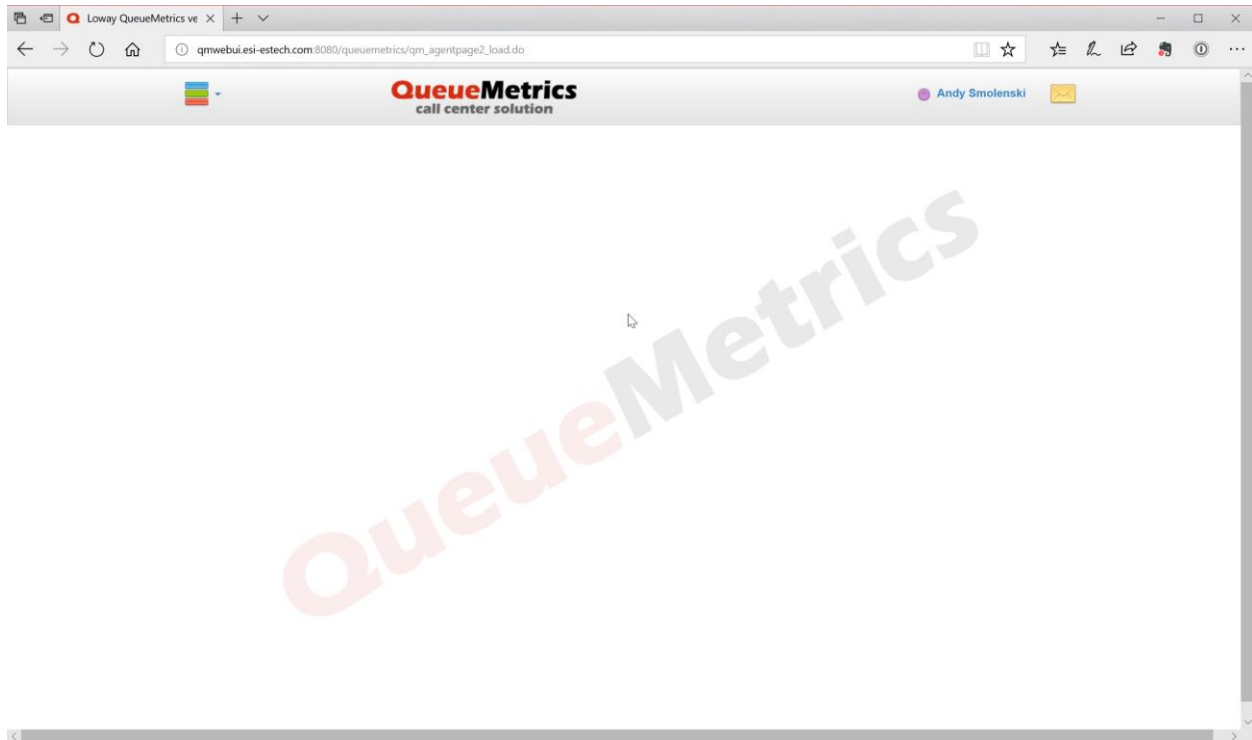 Loway QueueMetrics ve
qmwebui.esi-estech.com:8080/queuemetrics/qm_agentpage2_load.do
QueueMetrics
call center solution
Andy Smolenski
QueueMetrics